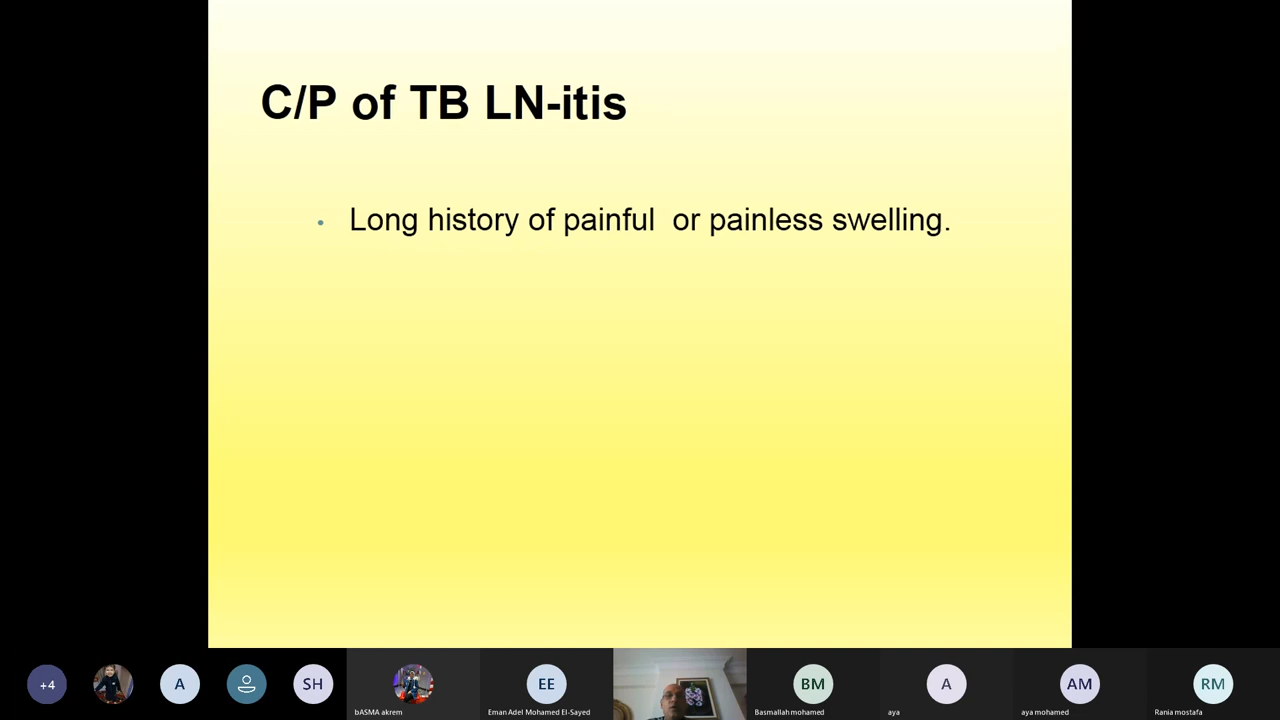 C/P of TB LN-itis
• Long history of painful  or painless swelling.
+4
A
SH
EE
BM
A
AM
RM
bASMA akrem
Eman Adel Mohamed El-Sayed
Basmallah mohamed
aya
aya mohamed
Rania mostafa